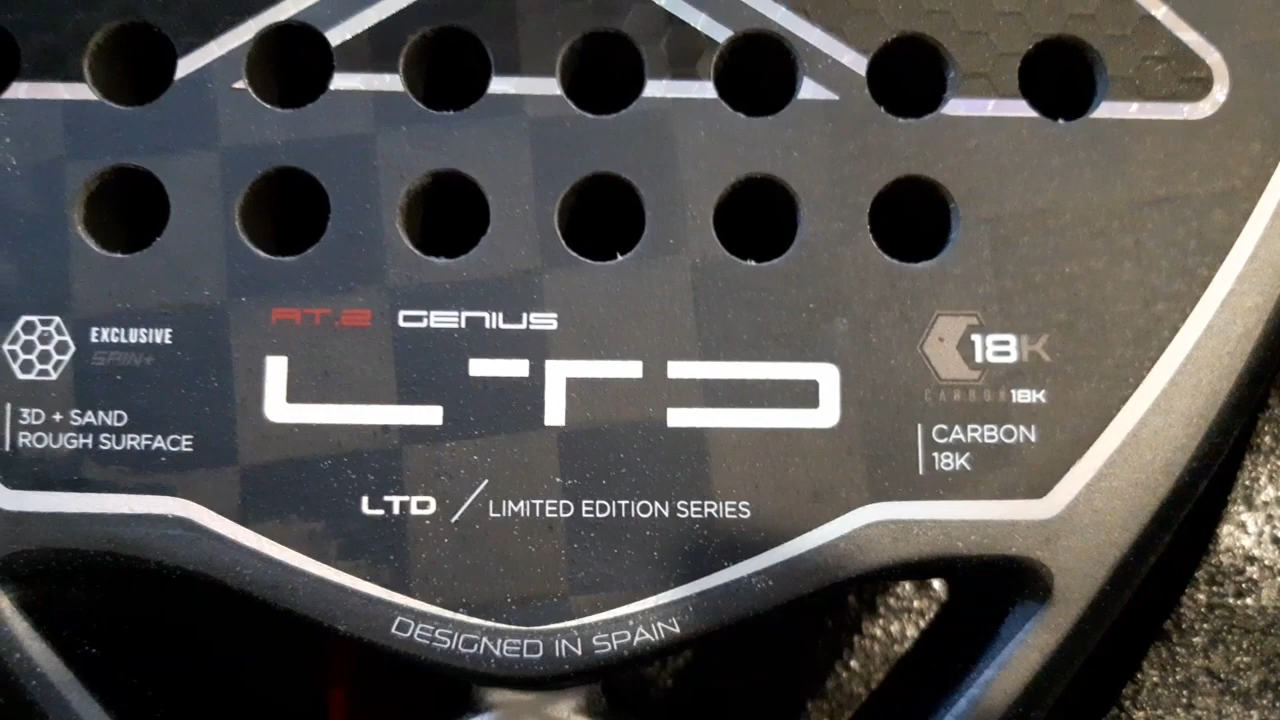 AT.2 GENIUS
LTD
LTD / LIMITED EDITION SERIES
EXCLUSIVE
SPIN+
3D + SAND
ROUGH SURFACE
18K
CARBON 18K
CARBON
18K
DESIGNED IN SPAIN